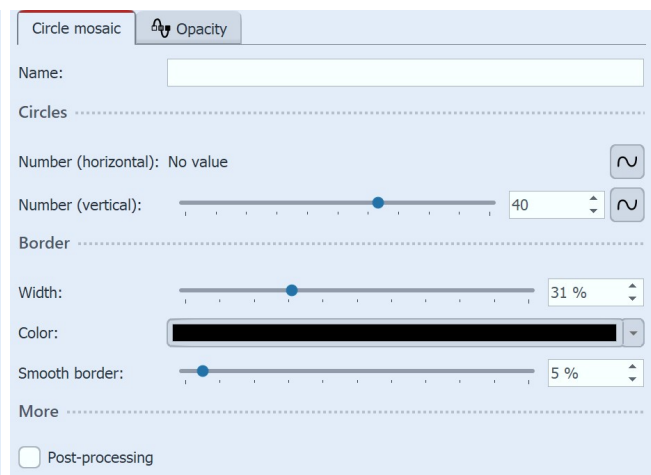 Circle mosaic Opacity
Name:
Circles
Number (horizontal): No value
Number (vertical): 40
Border
Width: 31 %
Color:
Smooth border: 5 %
More
Post-processing